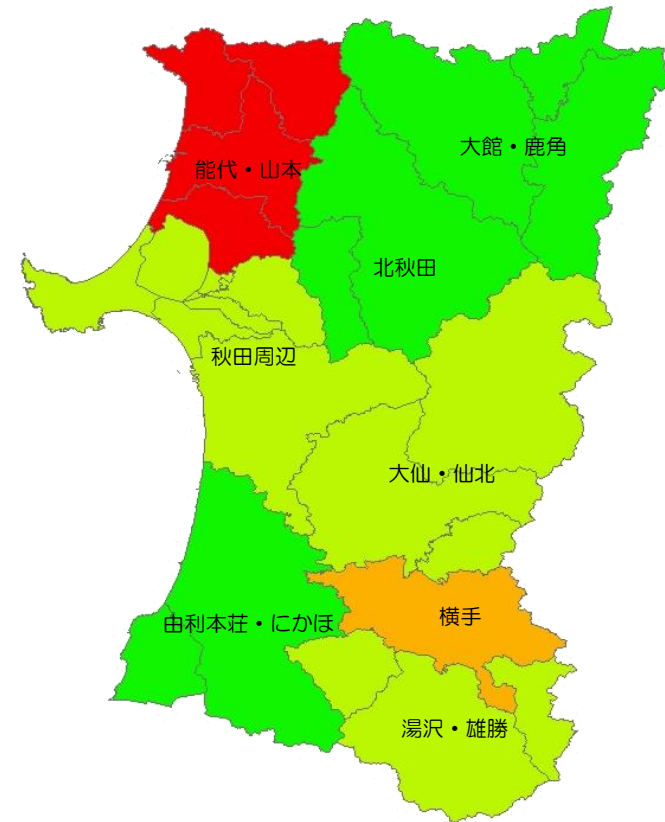 大館・鹿角
能代・山本
北秋田
秋田周辺
大仙・仙北
横手
由利本荘・にかほ
湯沢・雄勝